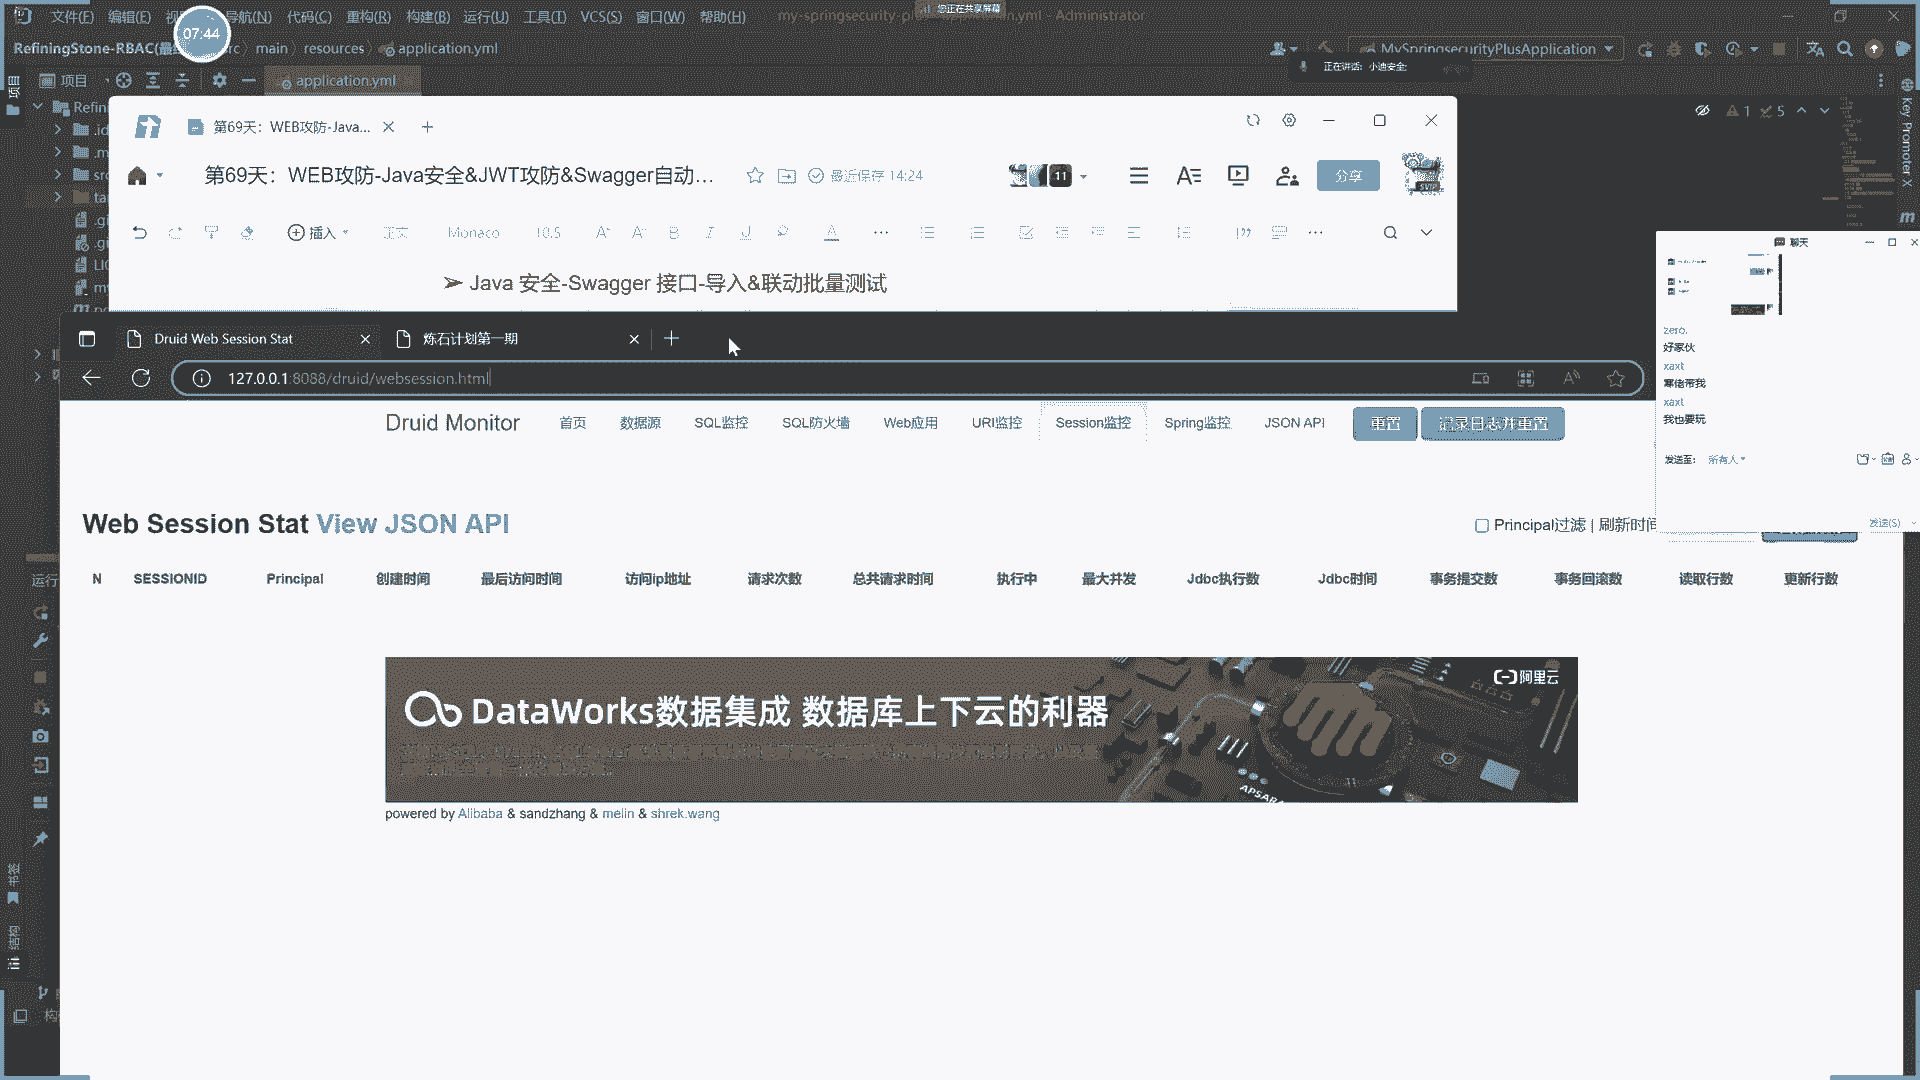 文件(F) 编辑(E) 导航(N) 代码(C) 重构(R) 构建(B) 运行(U) 工具(T) VCS(S) 窗口(W) 帮助(H)
您正在共享屏幕
Administrator
07:44
RefiningStone-RBAC main resources application.yml
MySpringsecurityPlusApplication
正在讲话: 小迪安全;
项目
application.yml
1 5
Key Promoter X
第69天：WEB攻防-Java...
第69天：WEB攻防-Java安全&JWT攻防&Swagger自动...
最近保存 14:24
11
分享
SVIP
插入 正文 Monaco 10.5
➢ Java 安全-Swagger 接口-导入&联动批量测试
聊天
zero.
好家伙
xaxt
寒佬带我
xaxt
我也要玩
发送至: 所有人
发送(S)
Druid Web Session Stat
炼石计划第一期
127.0.0.1:8088/druid/websession.html
Druid Monitor 首页 数据源 SQL监控 SQL防火墙 Web应用 URI监控 Session监控 Spring监控 JSON API 重置 记录日志并重置
Web Session Stat View JSON API
Principal过滤 | 刷新时间
N SESSIONID Principal 创建时间 最后访问时间 访问ip地址 请求次数 总共请求时间 执行中 最大并发 Jdbc执行数 Jdbc时间 事务提交数 事务回滚数 读取行数 更新行数
阿里云
DataWorks数据集成 数据库上下云的利器
powered by Alibaba & sandzhang & melin & shrek.wang
运行
书签
结构